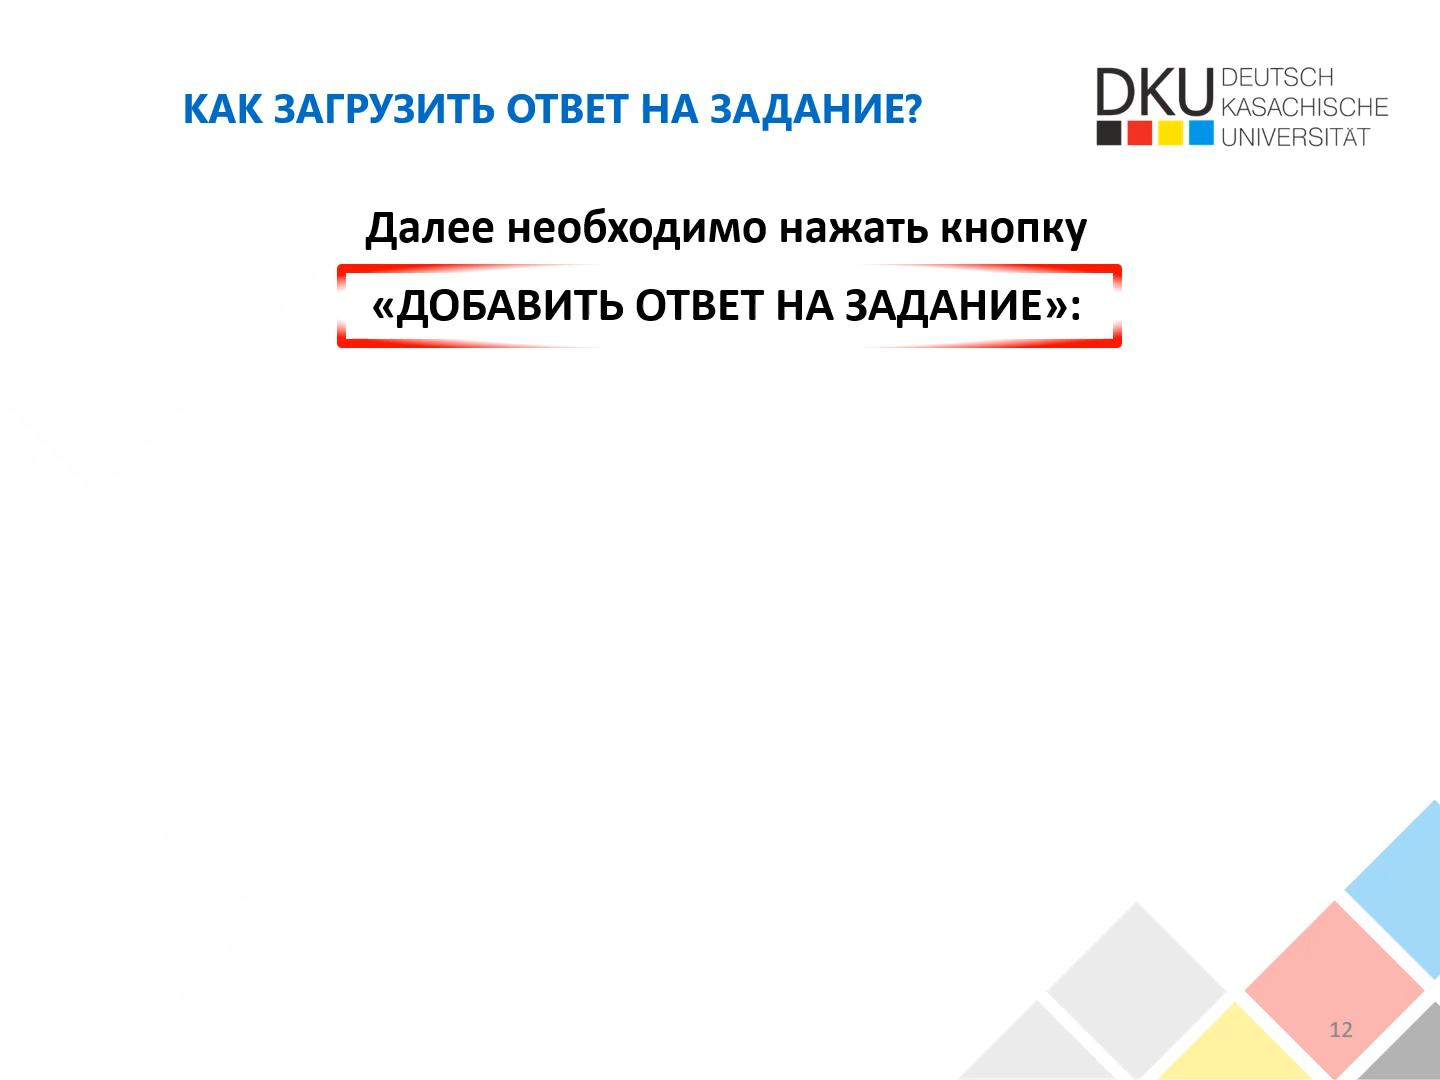 КАК ЗАГРУЗИТЬ ОТВЕТ НА ЗАДАНИЕ?
DKU
DEUTSCH
KASACHISCHE
UNIVERSITÄT
Далее необходимо нажать кнопку
«ДОБАВИТЬ ОТВЕТ НА ЗАДАНИЕ»:
12